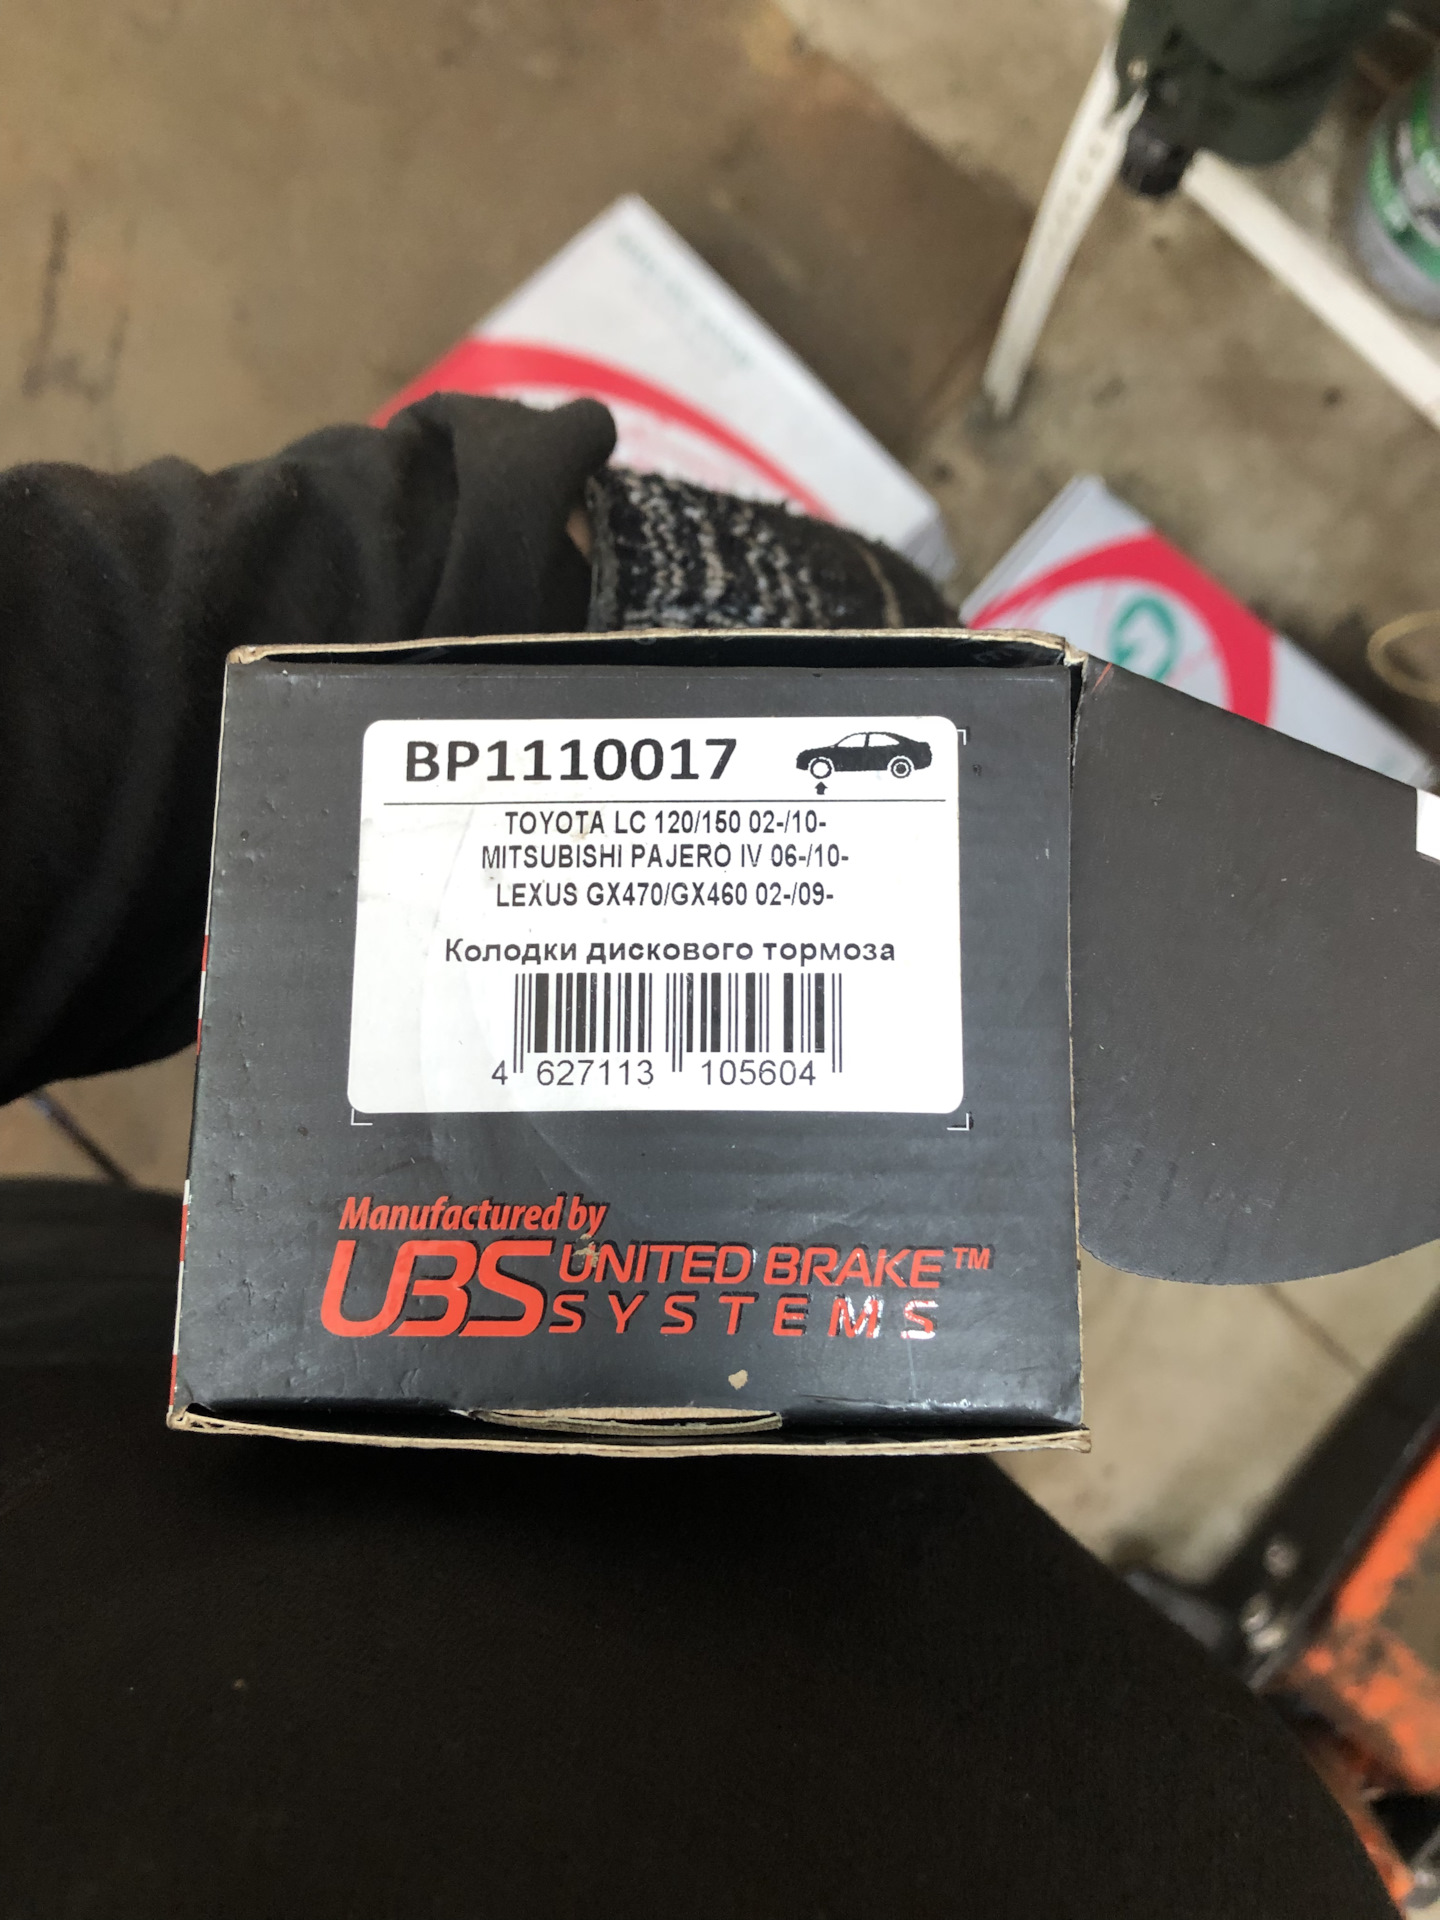 BP1110017
TOYOTA LC 120/150 02-/10-
MITSUBISHI PAJERO IV 06-/10-
LEXUS GX470/GX460 02-/09-
Колодки дискового тормоза
4 627113 105604
Manufactured by
UBS UNITED BRAKE™
SYSTEMS